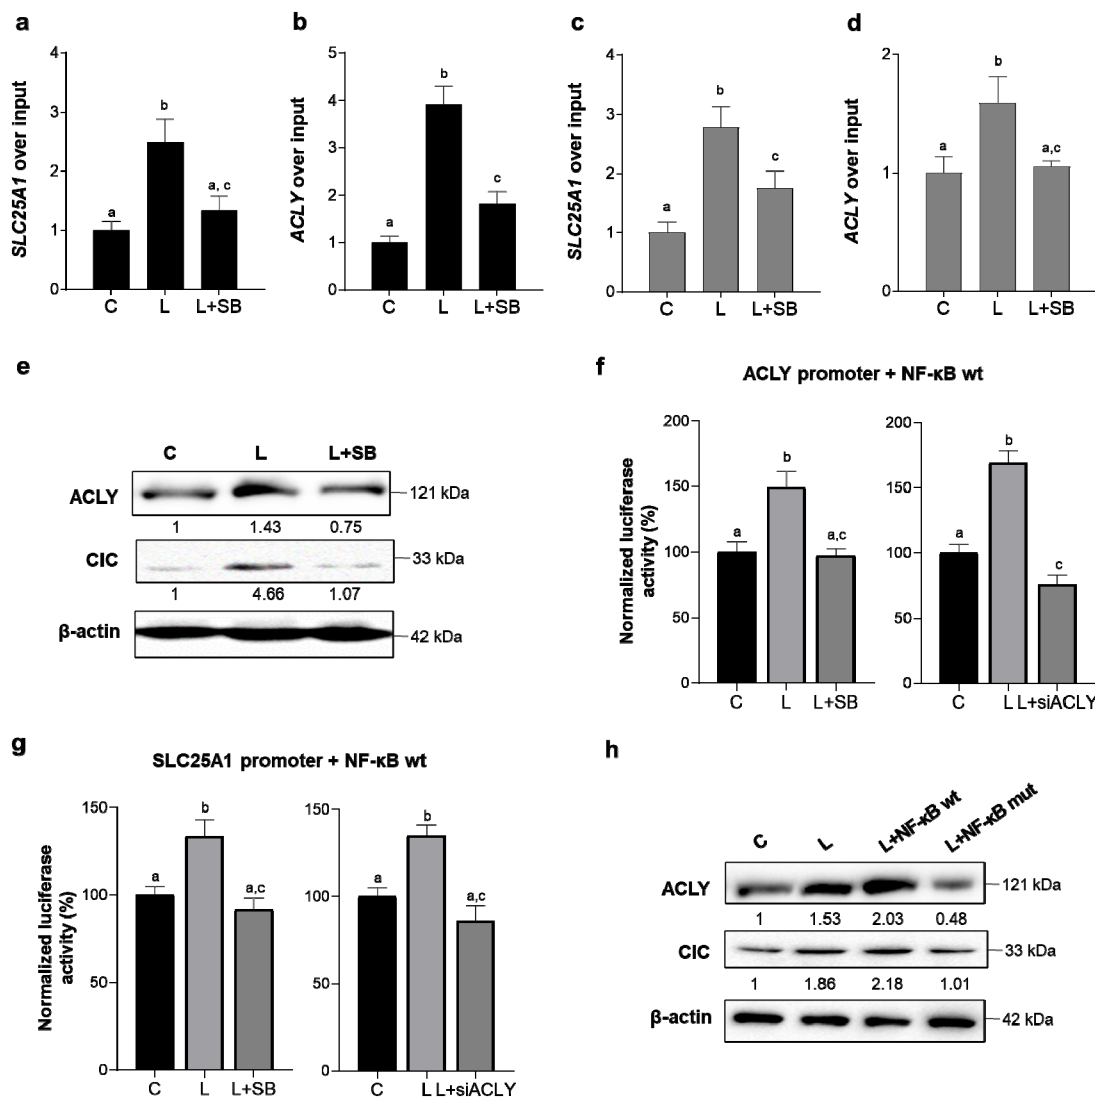 a
SLC25A1 over input
4
3
2
1
0
a
b
a, c
C L L+SB
b
ACLY over input
5
4
3
2
1
0
a
b
c
C L L+SB
c
SLC25A1 over input
4
3
2
1
0
a
b
c
C L L+SB
d
ACLY over input
2
1
0
a
b
a,c
C L L+SB
e
C L L+SB
ACLY 121 kDa
1 1.43 0.75
CIC 33 kDa
1 4.66 1.07
β-actin 42 kDa
f
ACLY promoter + NF-κB wt
Normalized luciferase
activity (%)
200
150
100
50
0
a
b
a,c
C L L+SB
200
150
100
50
0
a
b
c
C L L+siACLY
g
SLC25A1 promoter + NF-κB wt
Normalized luciferase
activity (%)
150
100
50
0
a
b
a,c
C L L+SB
150
100
50
0
a
b
a,c
C L L+siACLY
h
C L L+NF-κB wt L+NF-κB mut
ACLY 121 kDa
1 1.53 2.03 0.48
CIC 33 kDa
1 1.86 2.18 1.01
β-actin 42 kDa